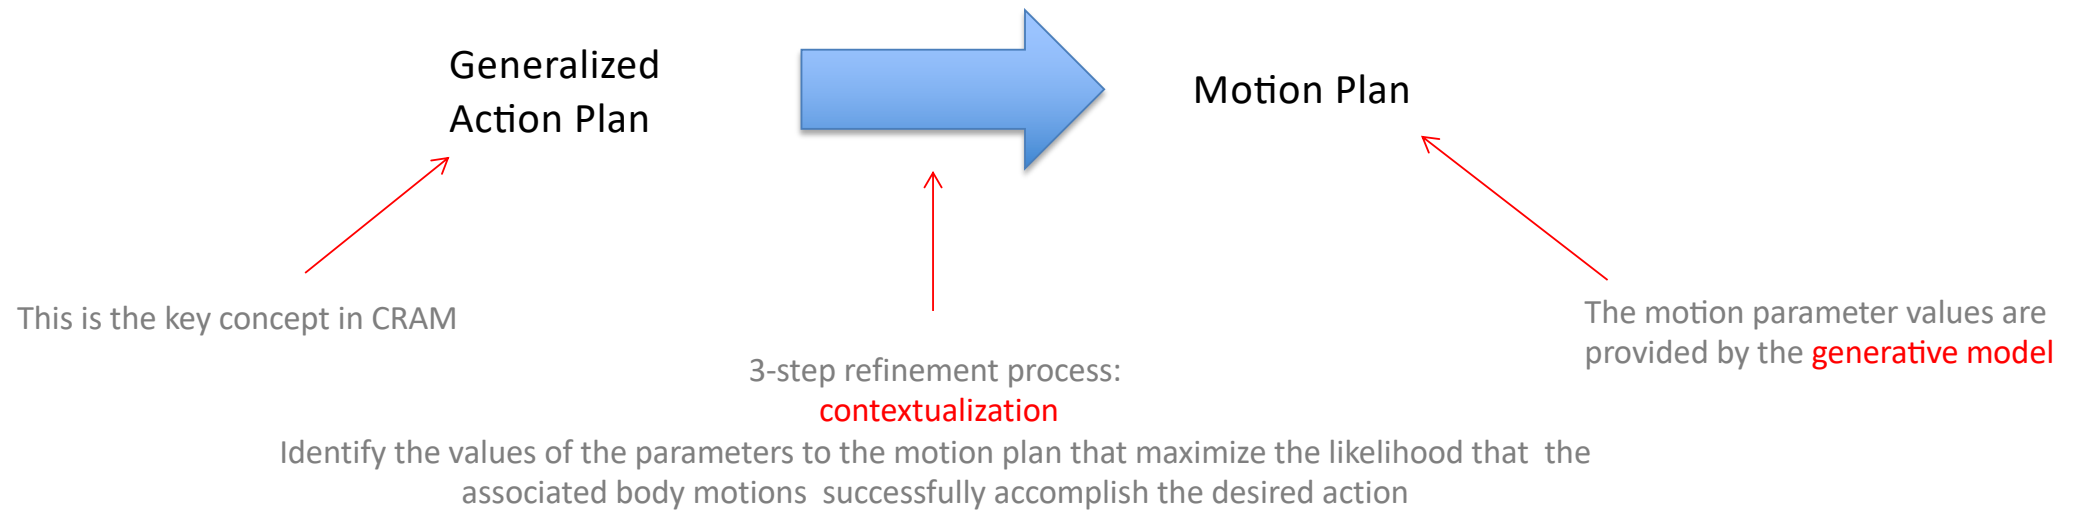 Generalized
Action Plan
Motion Plan
This is the key concept in CRAM
The motion parameter values are
provided by the generative model
3-step refinement process:
contextualization
Identify the values of the parameters to the motion plan that maximize the likelihood that the
associated body motions successfully accomplish the desired action